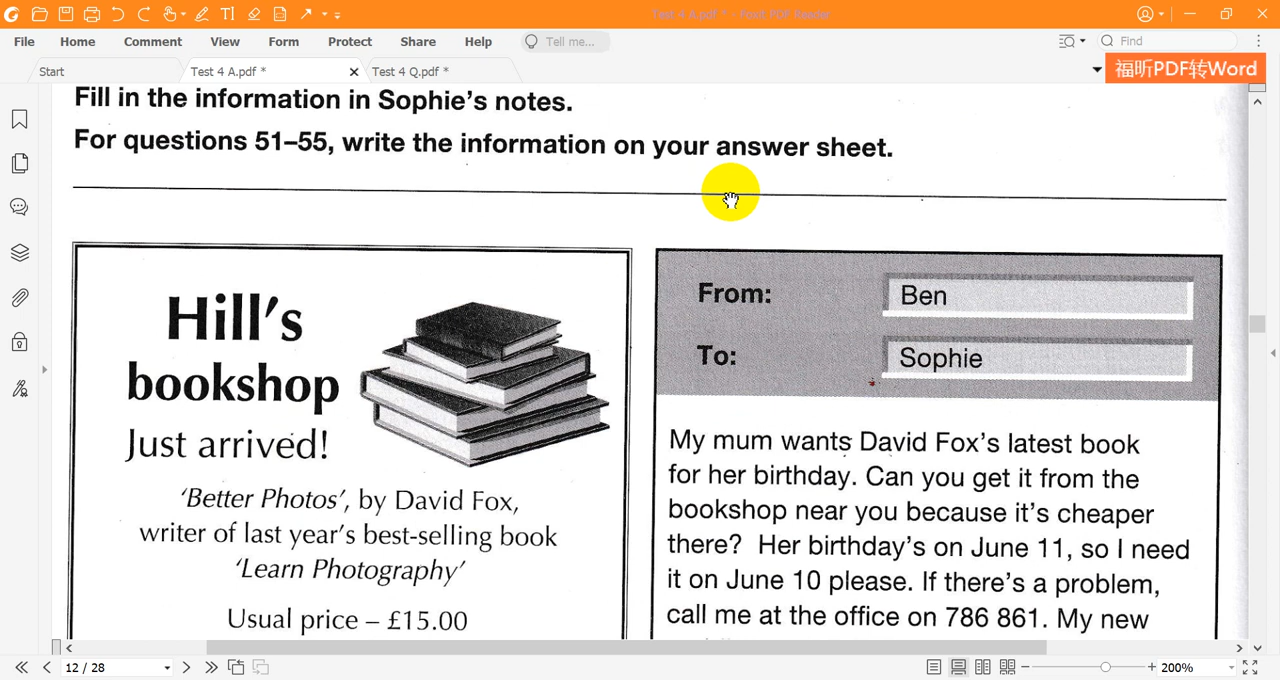 Test 4 A.pdf * - Foxit PDF Reader
File Home Comment View Form Protect Share Help Tell me... Find
Start Test 4 A.pdf * Test 4 Q.pdf * 福昕PDF转Word
Fill in the information in Sophie's notes.
For questions 51–55, write the information on your answer sheet.
Hill's
bookshop
Just arrived!
'Better Photos', by David Fox,
writer of last year's best-selling book
'Learn Photography'
Usual price – £15.00
From: Ben
To: Sophie
My mum wants David Fox's latest book
for her birthday. Can you get it from the
bookshop near you because it's cheaper
there? Her birthday's on June 11, so I need
it on June 10 please. If there's a problem,
call me at the office on 786 861. My new
12 / 28 200%